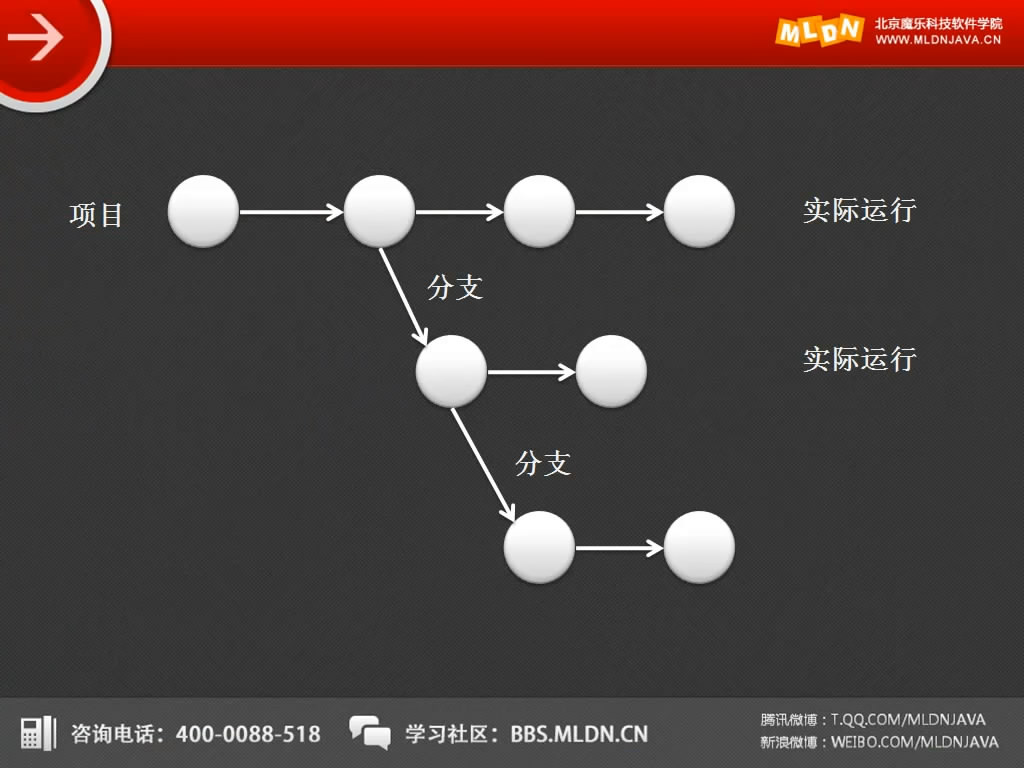 MLDN
北京魔乐科技软件学院
WWW.MLDNJAVA.CN
项目
实际运行
分支
实际运行
分支
咨询电话：400-0088-518
学习社区：BBS.MLDN.CN
腾讯微博：T.QQ.COM/MLDNJAVA
新浪微博：WEIBO.COM/MLDNJAVA